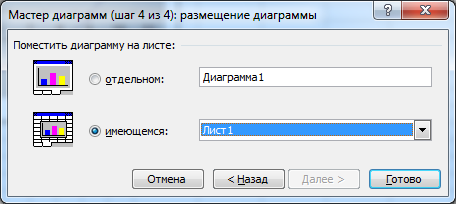 Мастер диаграмм (шаг 4 из 4): размещение диаграммы
Поместить диаграмму на листе:
отдельном: Диаграмма1
имеющемся: Лист1
Отмена < Назад Далее > Готово